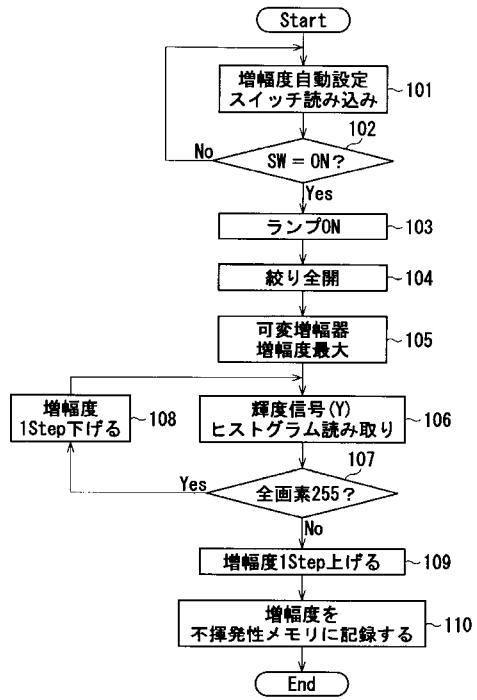 Start
増幅度自動設定
スイッチ読み込み
101
102
No
SW = ON?
Yes
ランプON
103
絞り全開
104
可変増幅器
増幅度最大
105
増幅度
1Step下げる
108
輝度信号(Y)
ヒストグラム読み取り
106
107
Yes
全画素255?
No
増幅度1Step上げる
109
増幅度を
不揮発性メモリに記録する
110
End